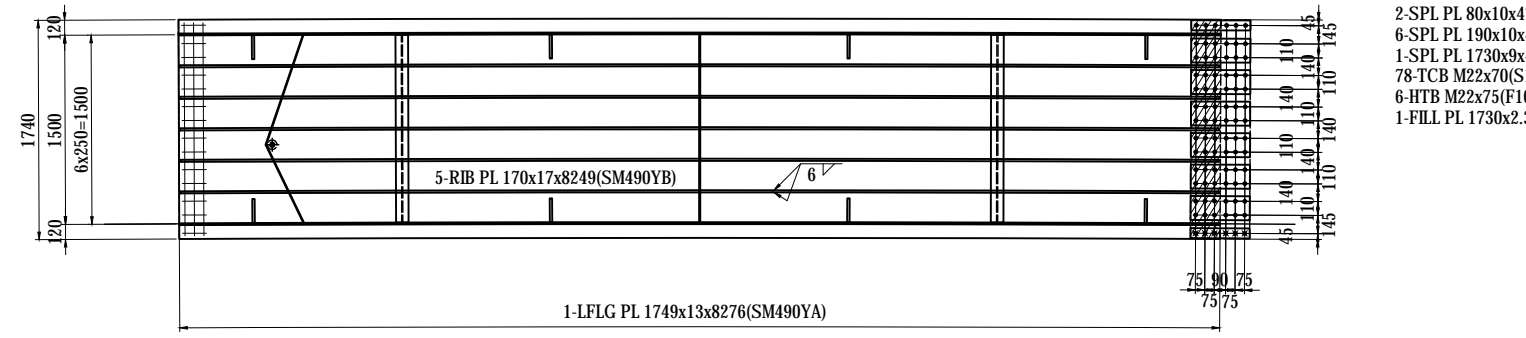 2-SPL PL 80x10x4
6-SPL PL 190x10x
1-SPL PL 1730x9x
78-TCB M22x70(S
6-HTB M22x75(F10
1-FILL PL 1730x2.3
120
1740
1500
6x250=1500
120
5-RIB PL 170x17x8249(SM490YB)
6
45
145
110
140
110
140
110
110
140
140
110
140
110
45
145
75 90 75
75 75
1-LFLG PL 1749x13x8276(SM490YA)